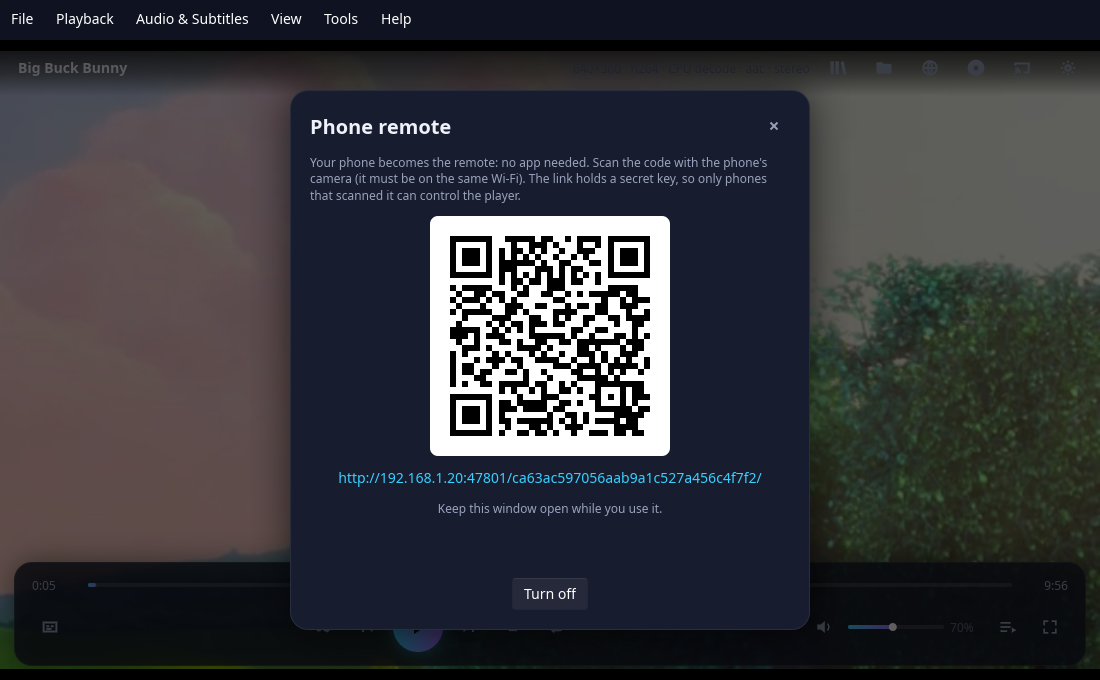 File Playback Audio & Subtitles View Tools Help
Big Buck Bunny
stereo
Phone remote
×
Your phone becomes the remote: no app needed. Scan the code with the phone's
camera (it must be on the same Wi-Fi). The link holds a secret key, so only phones
that scanned it can control the player.
http://192.168.1.20:47801/ca63ac597056aab9a1c527a456c4f7f2/
Keep this window open while you use it.
0:05
9:56
Turn off
70%